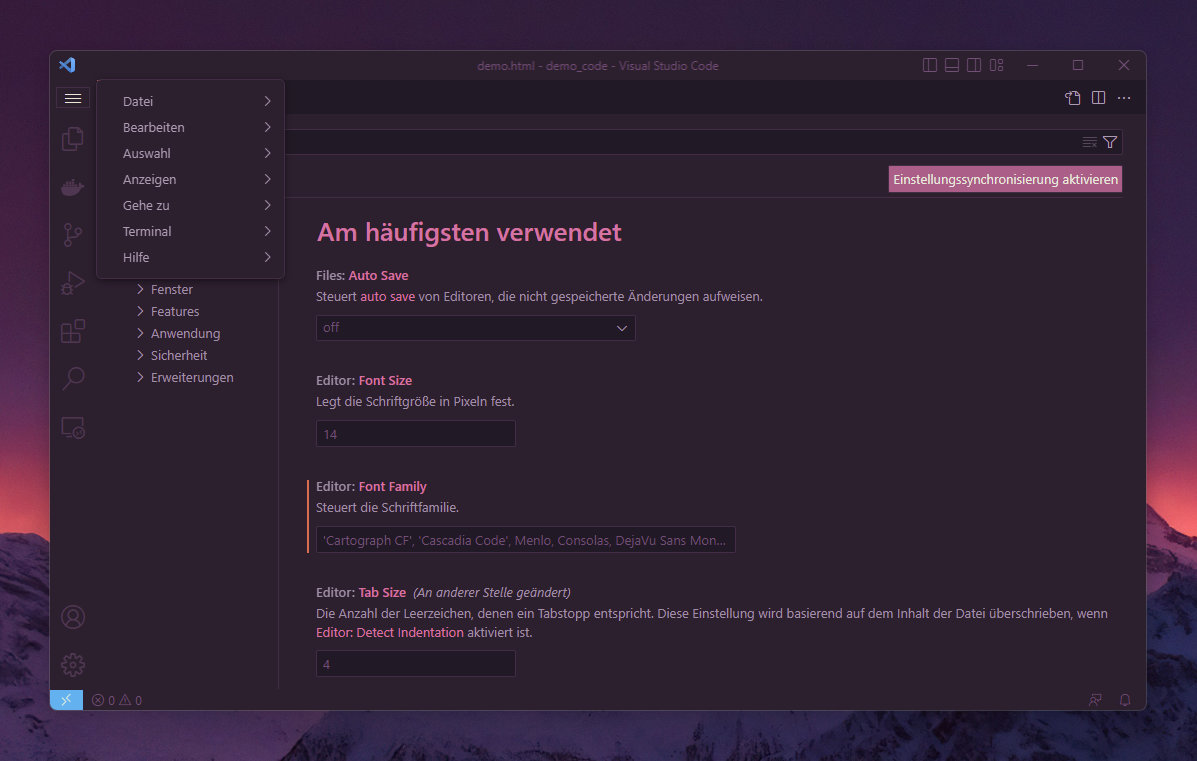 demo.html - demo_code - Visual Studio Code
Datei
Bearbeiten
Auswahl
Anzeigen
Gehe zu
Terminal
Hilfe
Fenster
Features
Anwendung
Sicherheit
Erweiterungen
Einstellungssynchronisierung aktivieren
Am häufigsten verwendet
Files: Auto Save
Steuert auto save von Editoren, die nicht gespeicherte Änderungen aufweisen.
off
Editor: Font Size
Legt die Schriftgröße in Pixeln fest.
14
Editor: Font Family
Steuert die Schriftfamilie.
'Cartograph CF', 'Cascadia Code', Menlo, Consolas, DejaVu Sans Mon...
Editor: Tab Size (An anderer Stelle geändert)
Die Anzahl der Leerzeichen, denen ein Tabstopp entspricht. Diese Einstellung wird basierend auf dem Inhalt der Datei überschrieben, wenn
Editor: Detect Indentation aktiviert ist.
4
0 0